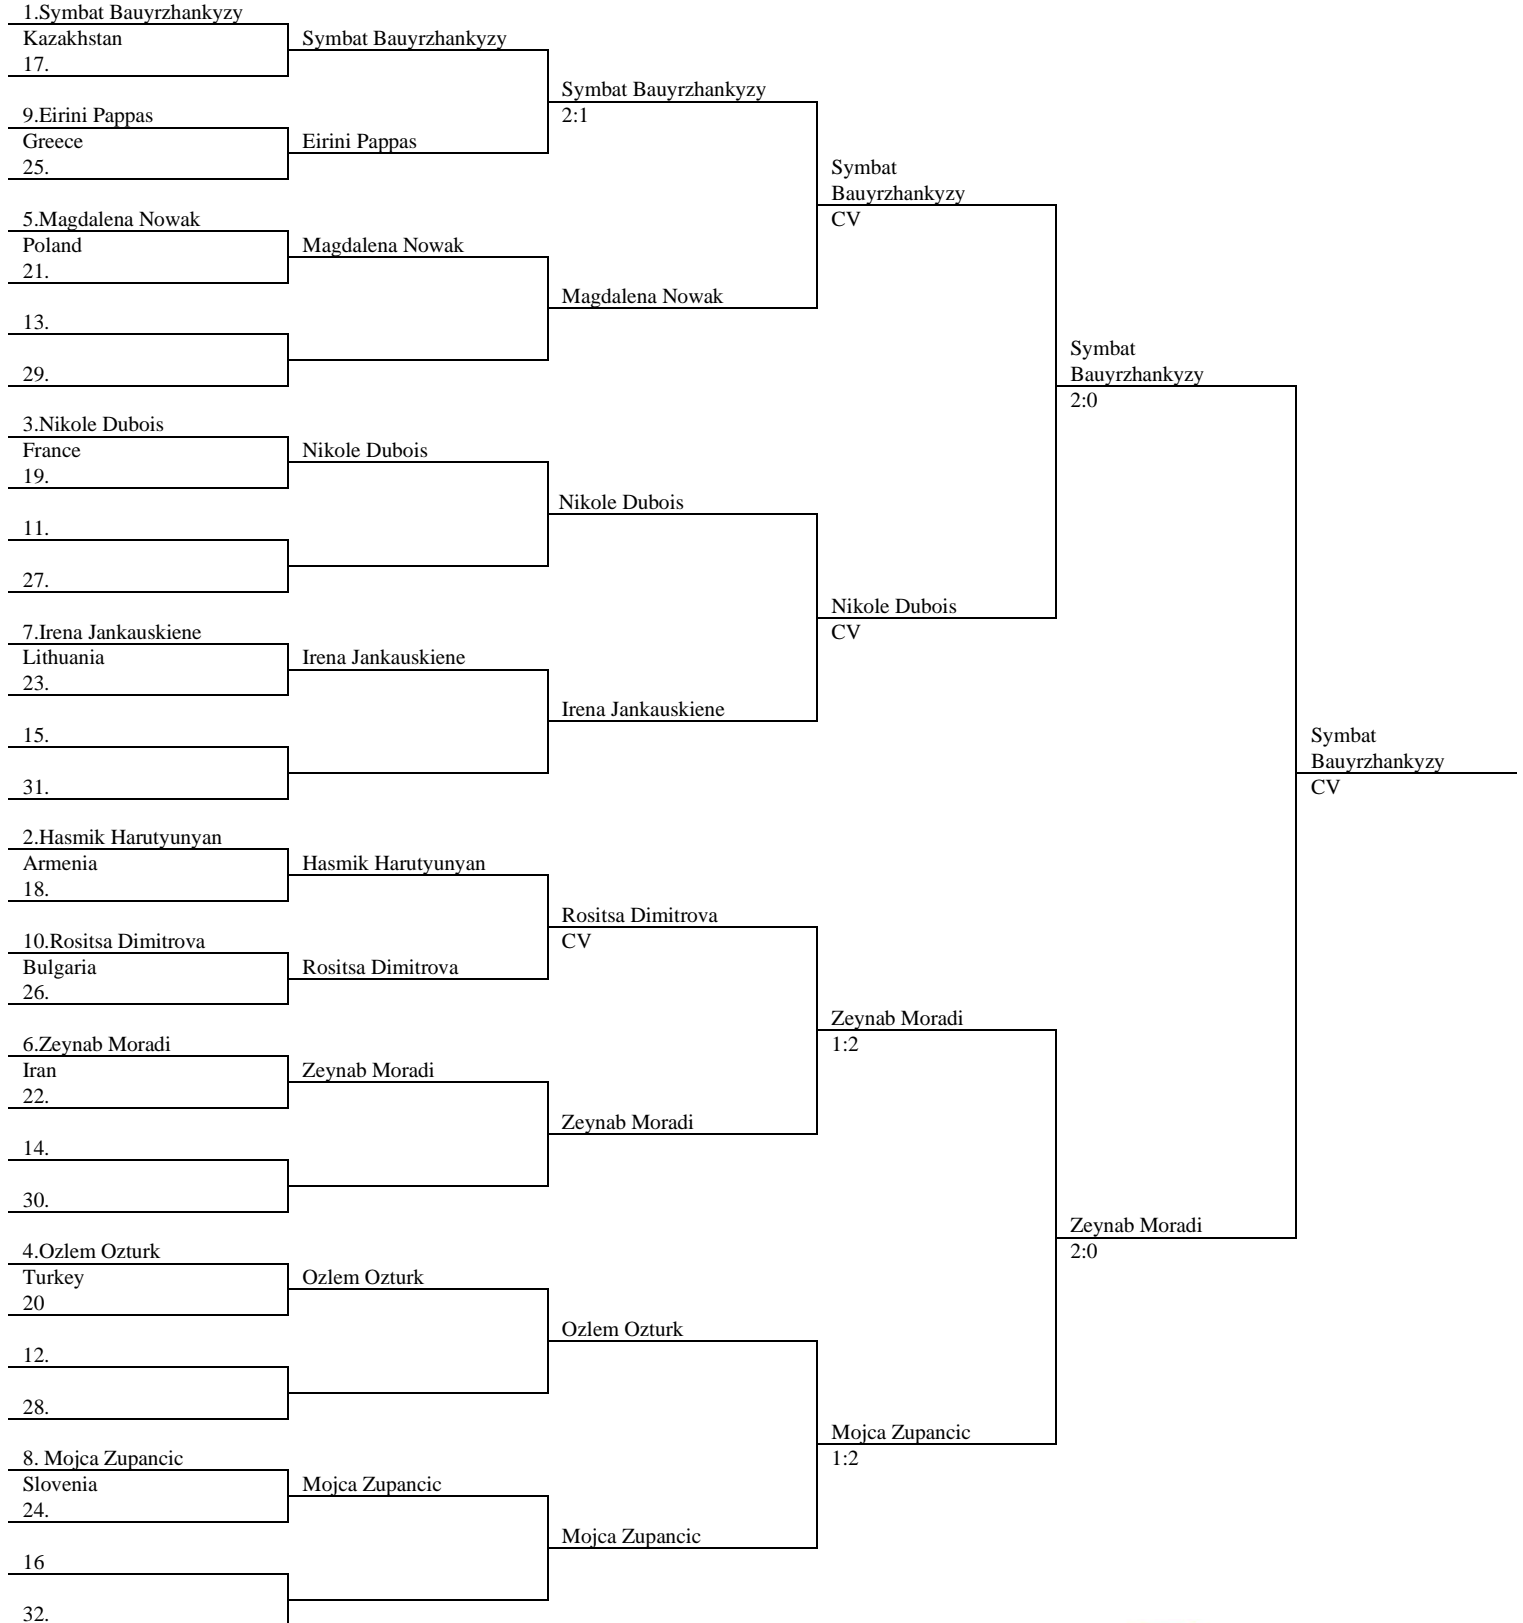 1.Symbat Bauyrzhankyzy
Kazakhstan
17.
9.Eirini Pappas
Greece
25.
5.Magdalena Nowak
Poland
21.
13.
29.
3.Nikole Dubois
France
19.
11.
27.
7.Irena Jankauskiene
Lithuania
23.
15.
31.
2.Hasmik Harutyunyan
Armenia
18.
10.Rositsa Dimitrova
Bulgaria
26.
6.Zeynab Moradi
Iran
22.
14.
30.
4.Ozlem Ozturk
Turkey
20
12.
28.
8. Mojca Zupancic
Slovenia
24.
16
32.
Symbat Bauyrzhankyzy
Eirini Pappas
Magdalena Nowak
Nikole Dubois
Irena Jankauskiene
Hasmik Harutyunyan
Rositsa Dimitrova
Zeynab Moradi
Ozlem Ozturk
Mojca Zupancic
Symbat Bauyrzhankyzy
2:1
Magdalena Nowak
Nikole Dubois
Irena Jankauskiene
Rositsa Dimitrova
CV
Zeynab Moradi
Ozlem Ozturk
Mojca Zupancic
Symbat
Bauyrzhankyzy
CV
Nikole Dubois
CV
Zeynab Moradi
1:2
Mojca Zupancic
1:2
Symbat
Bauyrzhankyzy
2:0
Zeynab Moradi
2:0
Symbat
Bauyrzhankyzy
CV